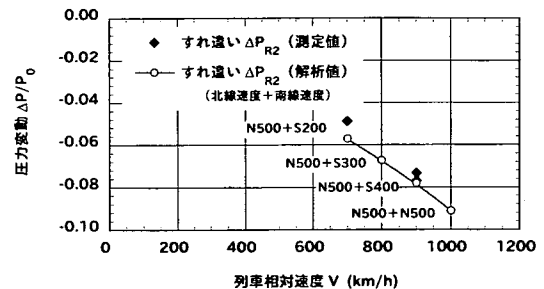 0.00
-0.02
-0.04
-0.06
-0.08
-0.10
圧力変動 ΔP/P0
すれ違い ΔPR2 (測定値)
すれ違い ΔPR2 (解析値)
(北線速度+南線速度)
N500+S200
N500+S300
N500+S400
N500+N500
0 200 400 600 800 1000 1200
列車相対速度 V (km/h)